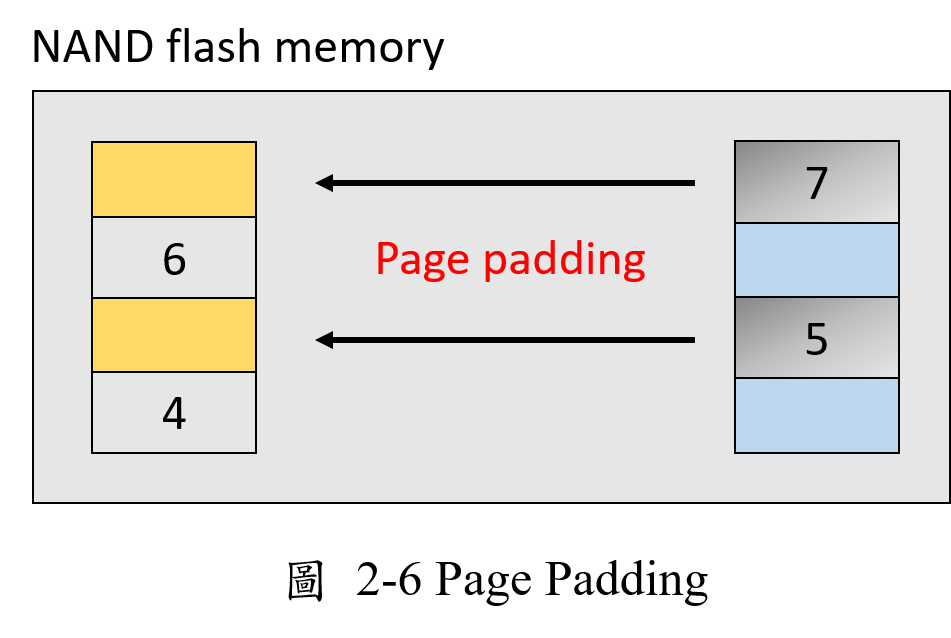 NAND flash memory
7
6
Page padding
5
4
圖 2-6 Page Padding